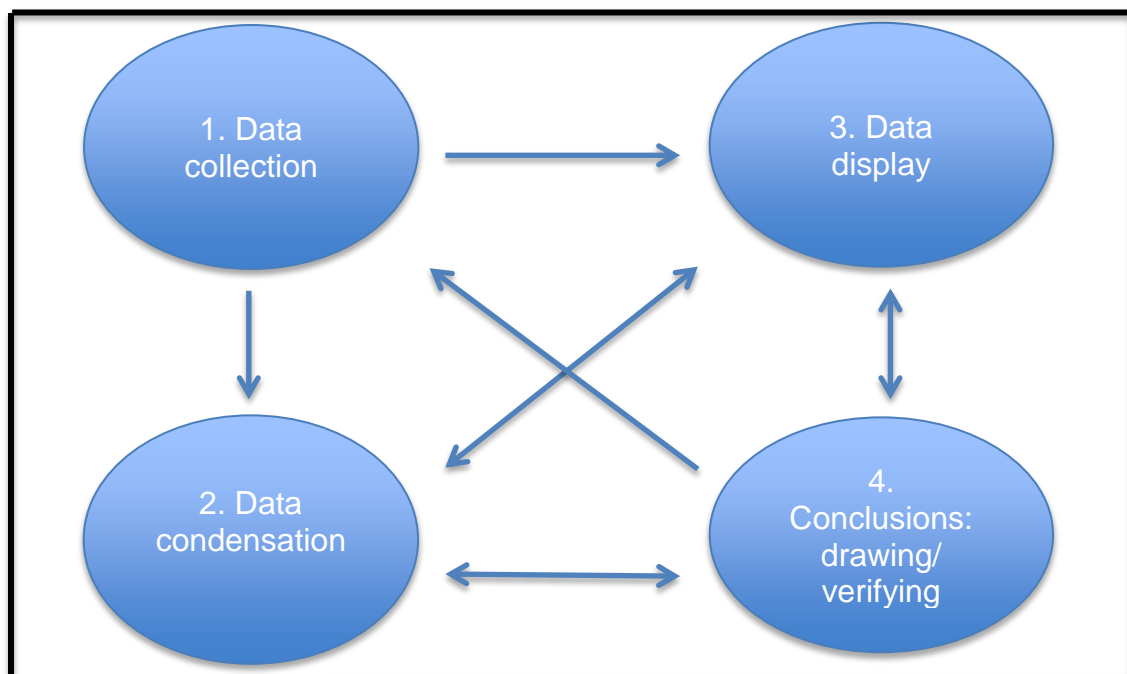 1. Data
collection
3. Data
display
2. Data
condensation
4.
Conclusions:
drawing/
verifying